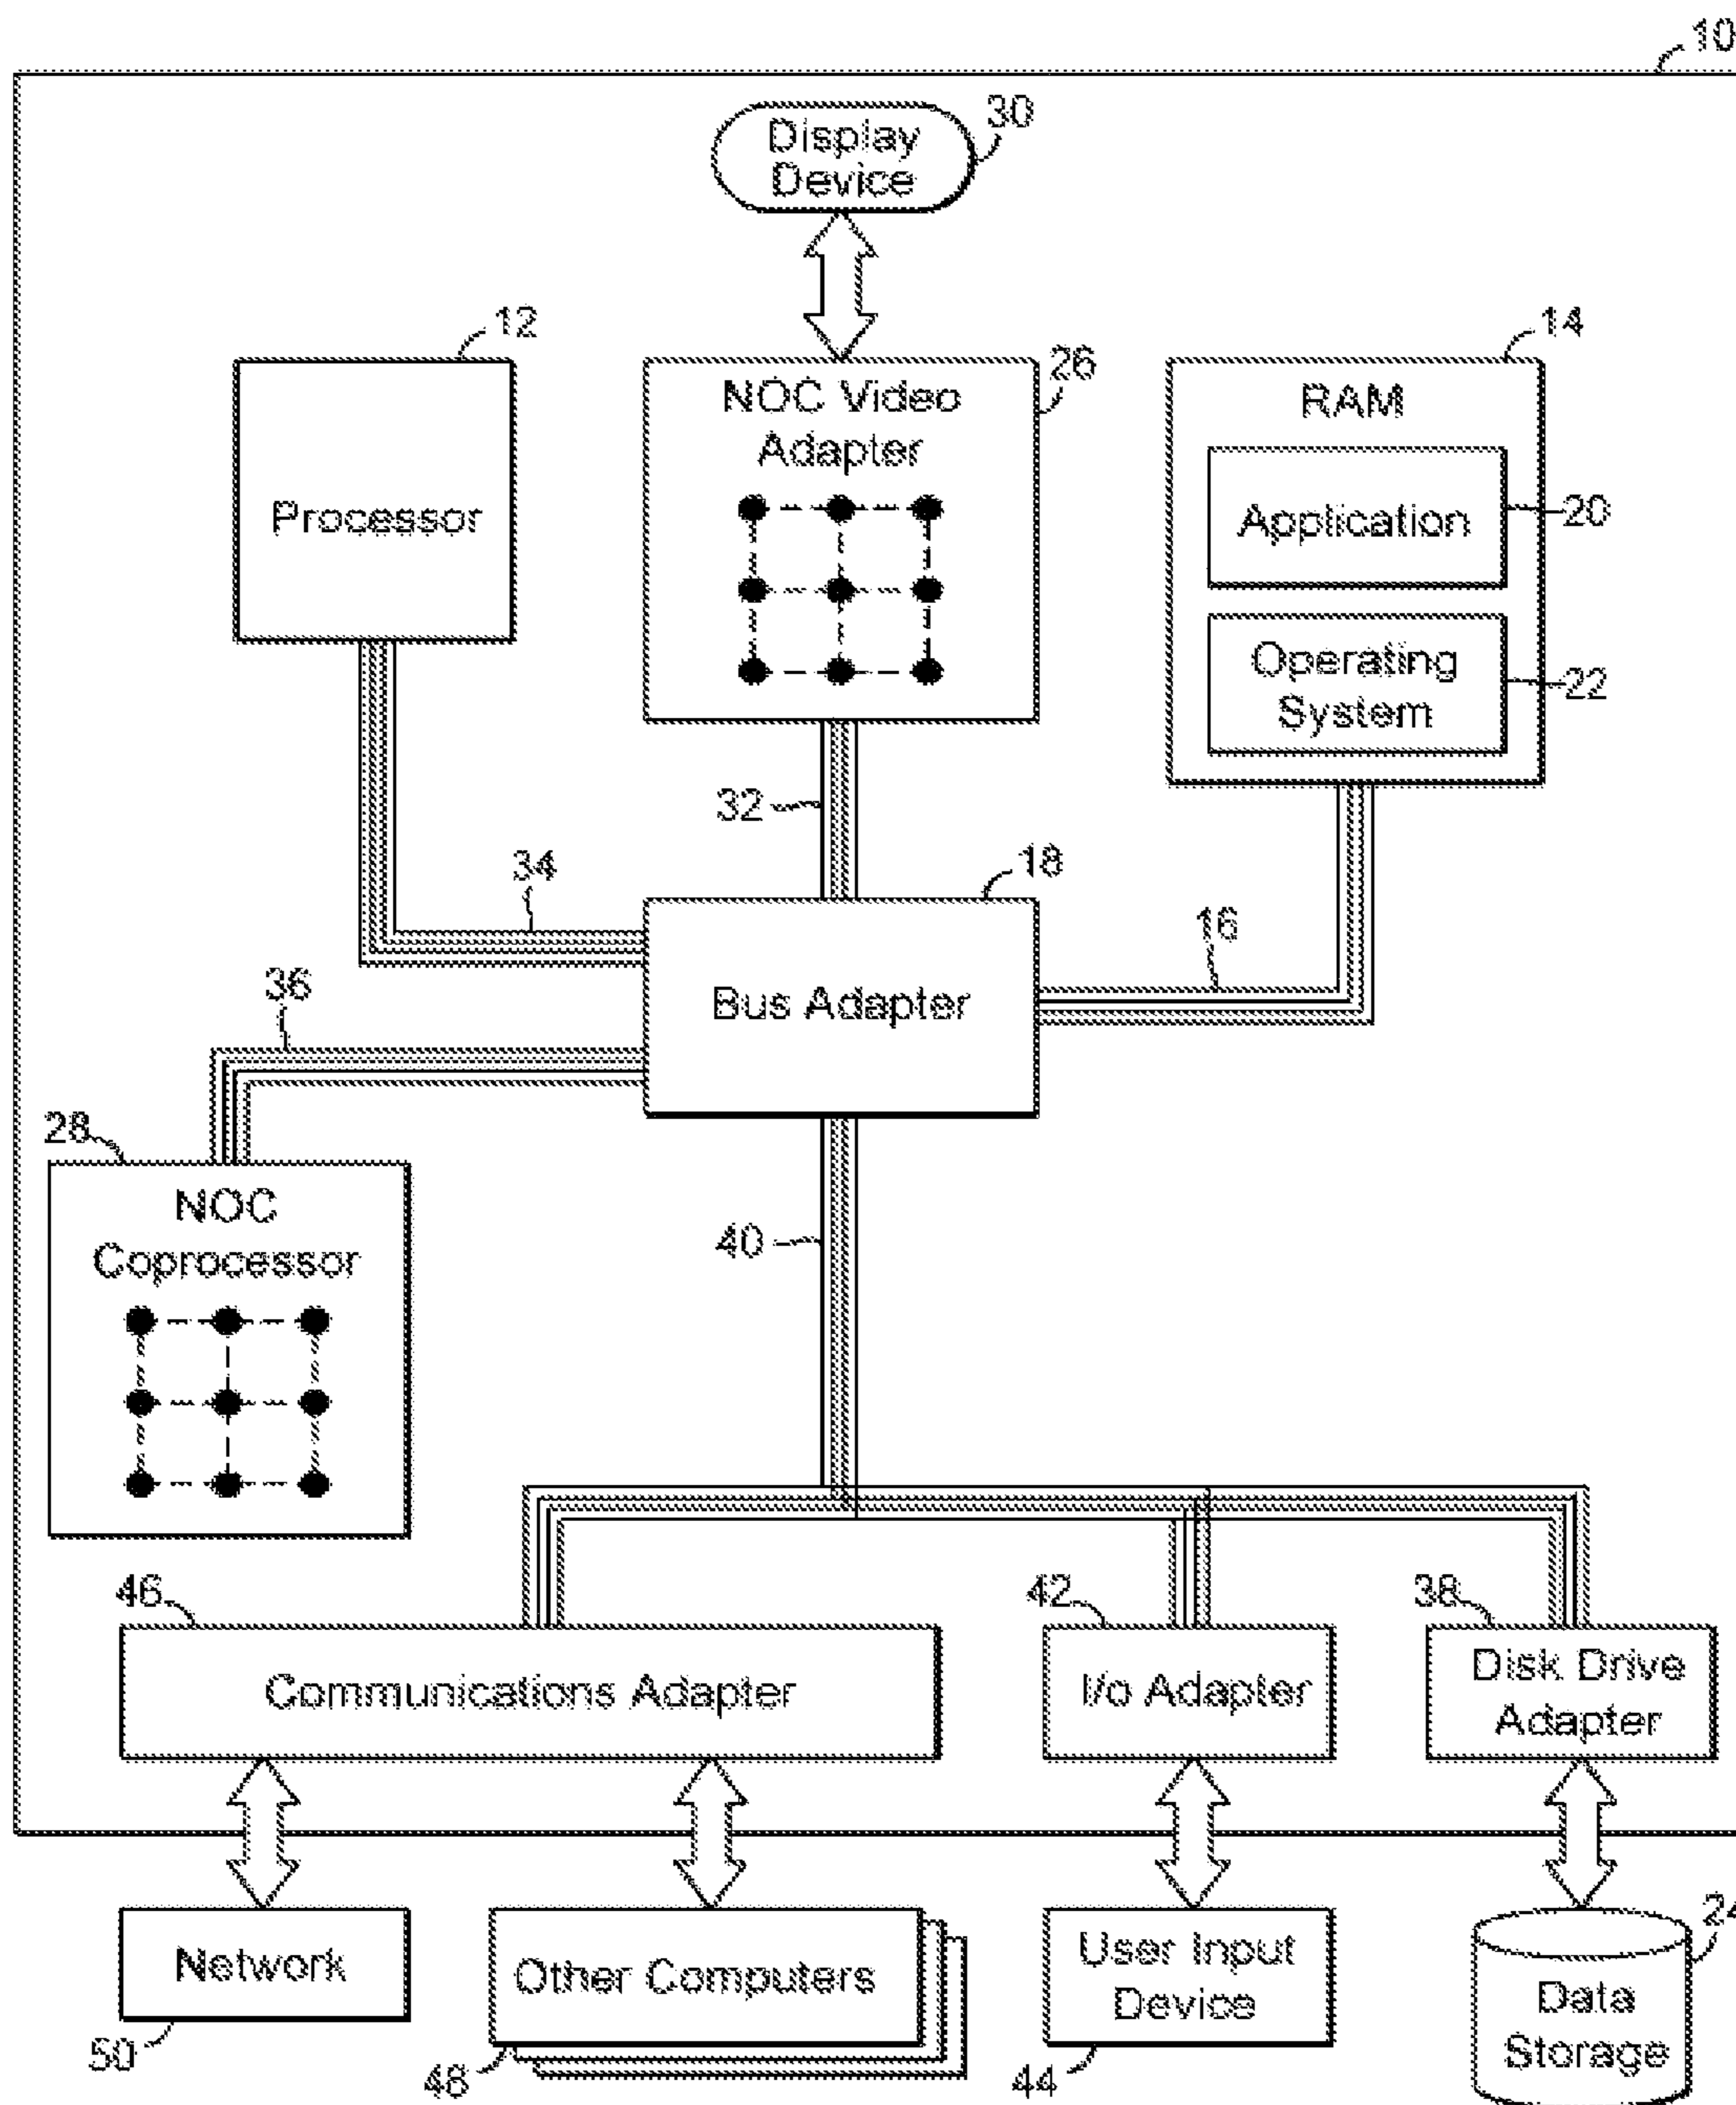 10
Display
Device
30
12
Processor
NOC Video
Adapter
26
14
RAM
Application
20
Operating
System
22
32
34
18
Bus Adapter
16
36
28
NOC
Coprocessor
40
46
Communications Adapter
42
I/o Adapter
38
Disk Drive
Adapter
Network
50
Other Computers
48
User Input
Device
44
24
Data
Storage